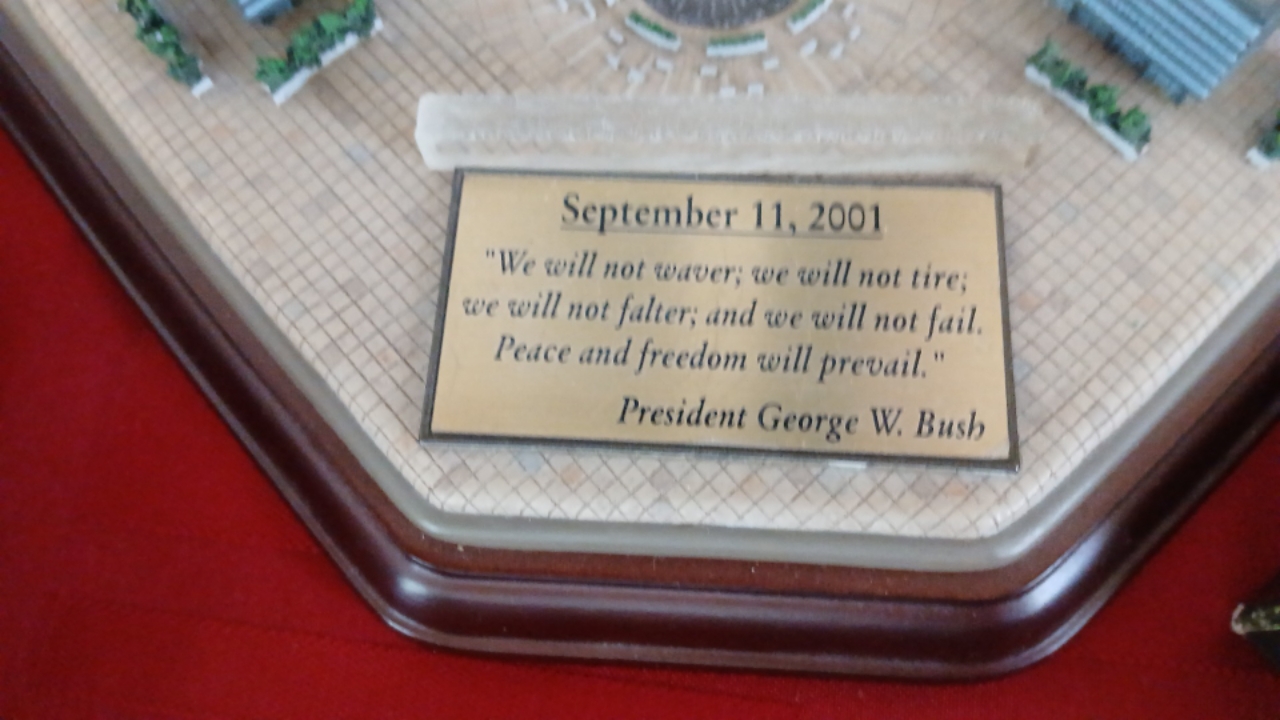 September 11, 2001
"We will not waver; we will not tire;
we will not falter; and we will not fail.
Peace and freedom will prevail."
President George W. Bush